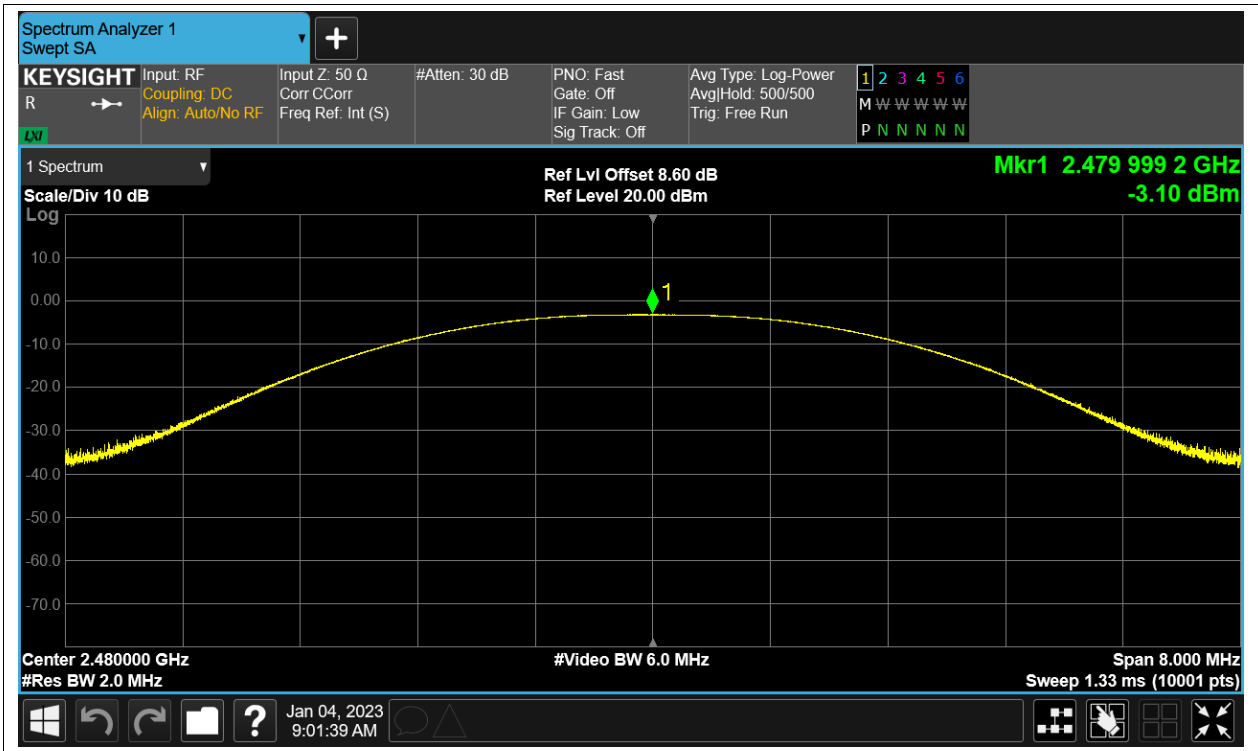 Spectrum Analyzer 1
Swept SA
KEYSIGHT
R
LXI
Input: RF
Coupling: DC
Align: Auto/No RF
Input Z: 50 Ω
Corr CCorr
Freq Ref: Int (S)
#Atten: 30 dB
PNO: Fast
Gate: Off
IF Gain: Low
Sig Track: Off
Avg Type: Log-Power
Avg|Hold: 500/500
Trig: Free Run
1 2 3 4 5 6
M W W W W W
P N N N N N
1 Spectrum
Scale/Div 10 dB
Log
Ref Lvl Offset 8.60 dB
Ref Level 20.00 dBm
Mkr1 2.479 999 2 GHz
-3.10 dBm
10.0
0.00
-10.0
-20.0
-30.0
-40.0
-50.0
-60.0
-70.0
1
Center 2.480000 GHz
#Res BW 2.0 MHz
#Video BW 6.0 MHz
Span 8.000 MHz
Sweep 1.33 ms (10001 pts)
?
Jan 04, 2023
9:01:39 AM